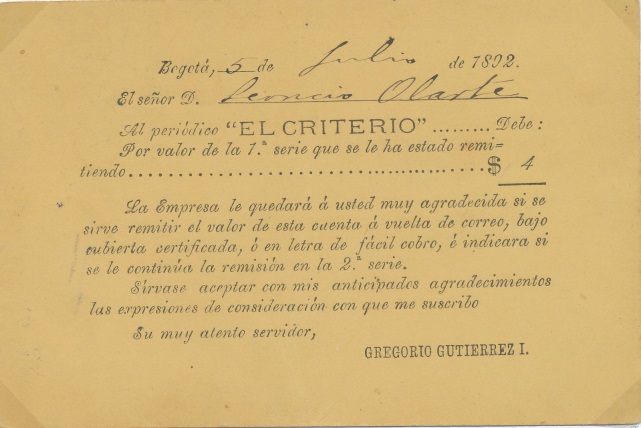 Bogotá, 5 de Julio de 1892.
El señor D. Leoncio Olarte
Al periódico "EL CRITERIO" ......... Debe:
Por valor de la 1.ª serie que se le ha estado remi=
tiendo................................................$ 4
La Empresa le quedará á usted muy agradecida si se
sirve remitir el valor de esta cuenta á vuelta de correo, bajo
cubierta certificada, ó en letra de fácil cobro, é indicara si
se le continúa la remisión en la 2.ª serie.
Sírvase aceptar con mis anticipados agradecimientos
las expresiones de consideración con que me suscribo
Su muy atento servidor,
GREGORIO GUTIERREZ I.